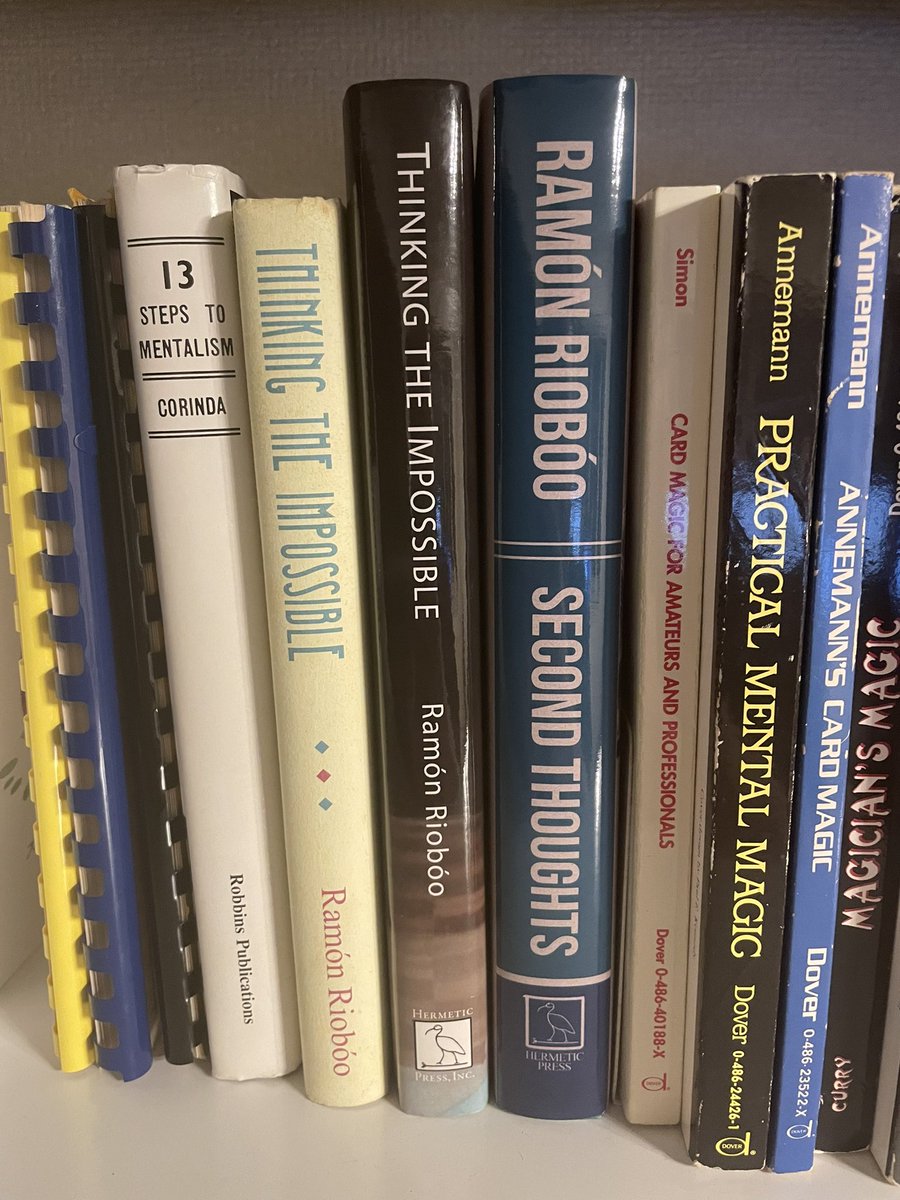 13
STEPS TO
MENTALISM
CORINDA
Robbins Publications
THINKING THE IMPOSSIBLE
Ramón Riobóo
THINKING THE IMPOSSIBLE
Ramón Riobóo
HERMETIC
PRESS, INC.
RAMÓN RIOBÓO
SECOND THOUGHTS
HERMETIC
PRESS
Simon
CARD MAGIC FOR AMATEURS AND PROFESSIONALS
Dover 0-486-40188-X
Annemann
PRACTICAL MENTAL MAGIC
Dover 0-486-24426-1
DOVER
Annemann
ANNEMANN'S CARD MAGIC
Dover 0-486-23522-X
DOVER
MAGICIAN'S MAGIC
CURRY